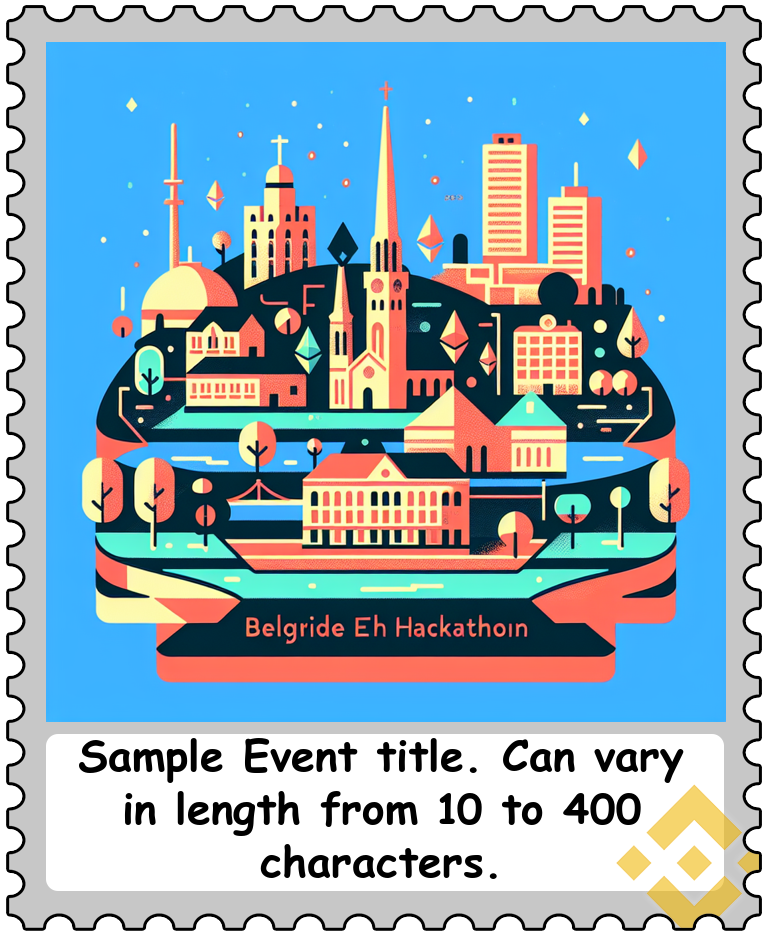 Belgride Eh Hackathoin
Sample Event title. Can vary
in length from 10 to 400
characters.